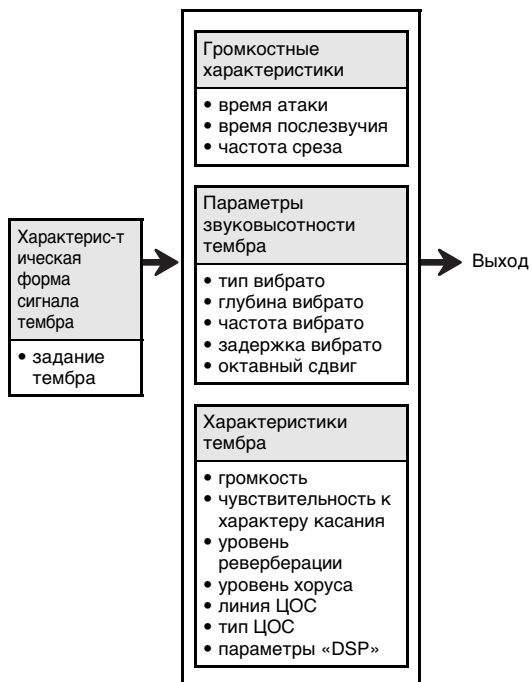 Характерис-т
ическая
форма
сигнала
тембра
• задание
тембра
Громкостные
характеристики
• время атаки
• время послезвучия
• частота среза
Параметры
звуковысотности
тембра
• тип вибрато
• глубина вибрато
• частота вибрато
• задержка вибрато
• октавный сдвиг
Характеристики
тембра
• громкость
• чувствительность к
характеру касания
• уровень
реверберации
• уровень хоруса
• линия ЦОС
• тип ЦОС
• параметры «DSP»
Выход